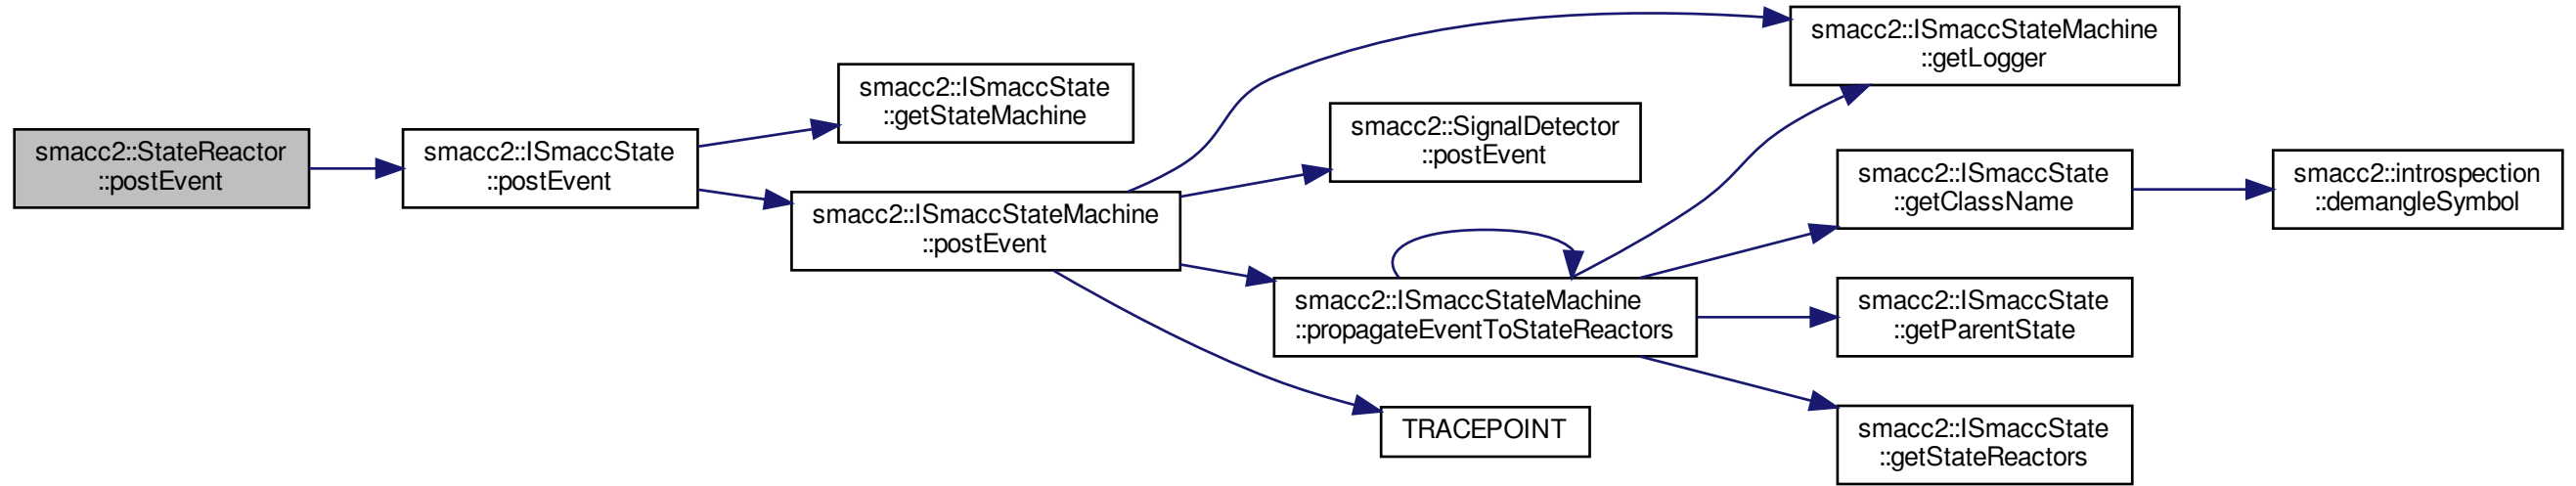 smacc2::StateReactor
::postEvent
smacc2::ISmaccState
::postEvent
smacc2::ISmaccState
::getStateMachine
smacc2::ISmaccStateMachine
::postEvent
smacc2::ISmaccStateMachine
::getLogger
smacc2::SignalDetector
::postEvent
smacc2::ISmaccStateMachine
::propagateEventToStateReactors
TRACEPOINT
smacc2::ISmaccState
::getClassName
smacc2::ISmaccState
::getParentState
smacc2::ISmaccState
::getStateReactors
smacc2::introspection
::demangleSymbol